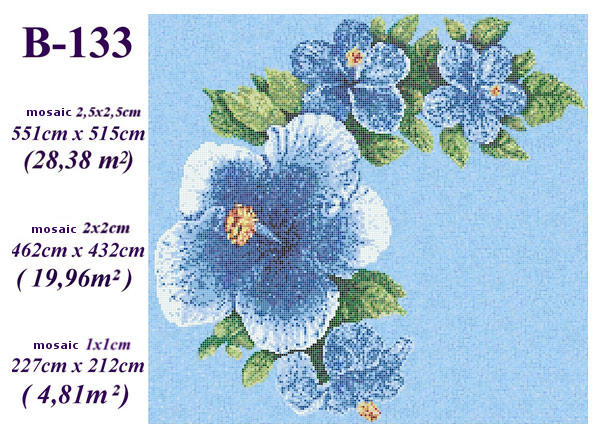 B-133
mosaic 2,5x2,5cm
551cm x 515cm
(28,38 m²)
mosaic 2x2cm
462cm x 432cm
( 19,96m² )
mosaic 1x1cm
227cm x 212cm
( 4,81m² )